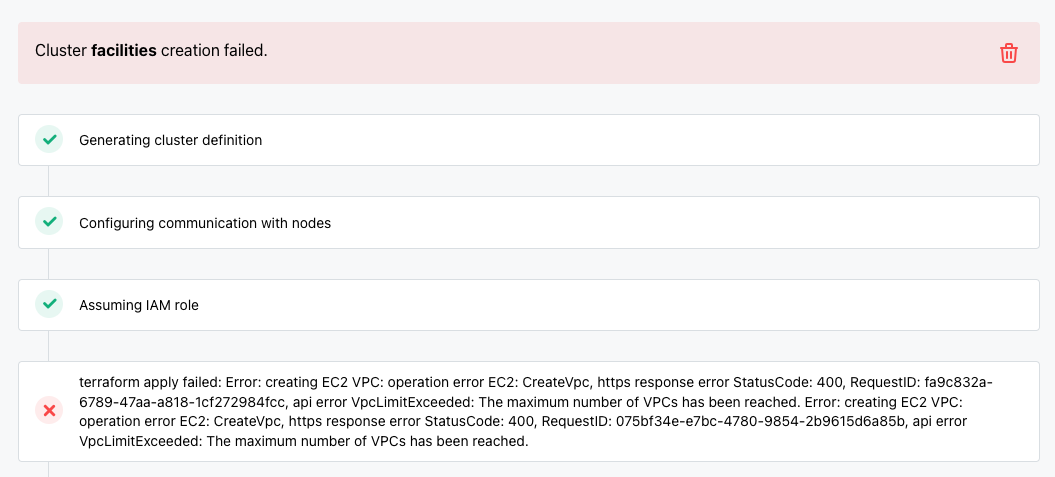 Cluster facilities creation failed.
Generating cluster definition
Configuring communication with nodes
Assuming IAM role
terraform apply failed: Error: creating EC2 VPC: operation error EC2: CreateVpc, https response error StatusCode: 400, RequestID: fa9c832a-
6789-47aa-a818-1cf272984fcc, api error VpcLimitExceeded: The maximum number of VPCs has been reached. Error: creating EC2 VPC:
operation error EC2: CreateVpc, https response error StatusCode: 400, RequestID: 075bf34e-e7bc-4780-9854-2b9615d6a85b, api error
VpcLimitExceeded: The maximum number of VPCs has been reached.